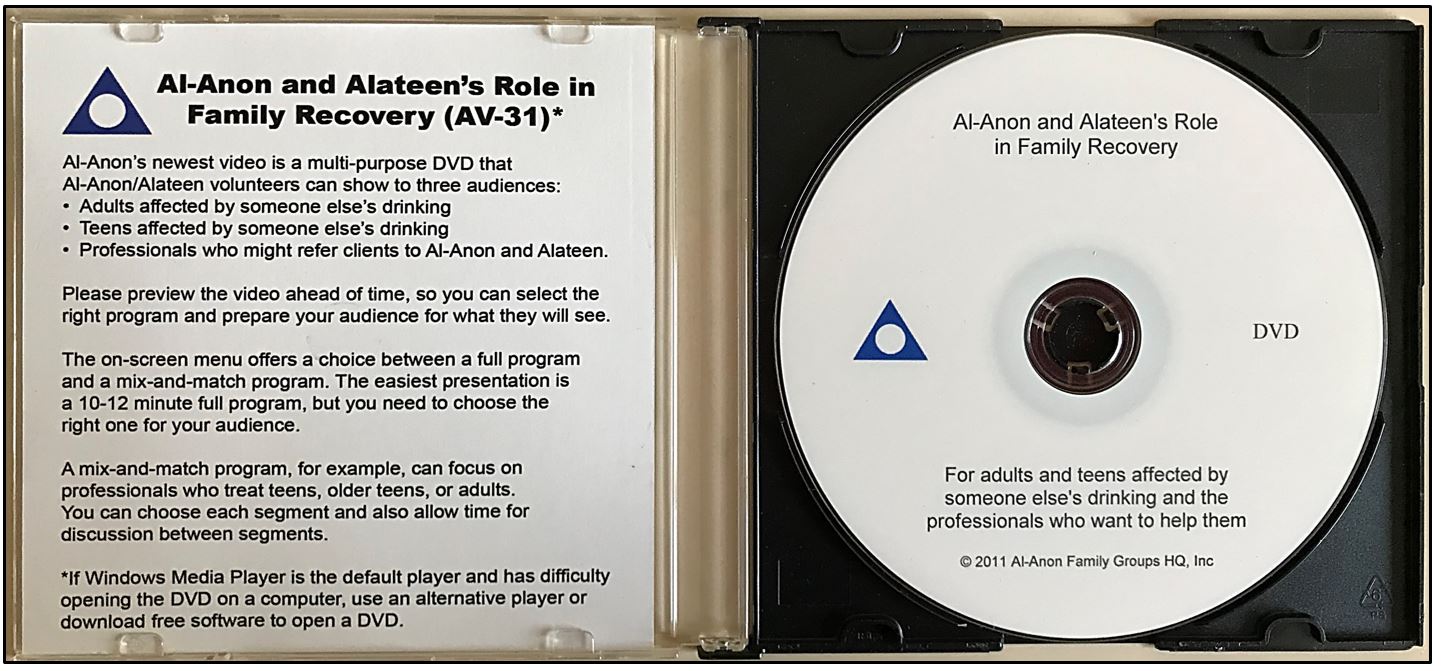 Al-Anon and Alateen's Role in
Family Recovery (AV-31)*
Al-Anon's newest video is a multi-purpose DVD that
Al-Anon/Alateen volunteers can show to three audiences:
• Adults affected by someone else's drinking
• Teens affected by someone else's drinking
• Professionals who might refer clients to Al-Anon and Alateen.
Please preview the video ahead of time, so you can select the
right program and prepare your audience for what they will see.
The on-screen menu offers a choice between a full program
and a mix-and-match program. The easiest presentation is
a 10-12 minute full program, but you need to choose the
right one for your audience.
A mix-and-match program, for example, can focus on
professionals who treat teens, older teens, or adults.
You can choose each segment and also allow time for
discussion between segments.
*If Windows Media Player is the default player and has difficulty
opening the DVD on a computer, use an alternative player or
download free software to open a DVD.
Al-Anon and Alateen's Role
in Family Recovery
DVD
For adults and teens affected by
someone else's drinking and the
professionals who want to help them
© 2011 Al-Anon Family Groups HQ, Inc
6
PS